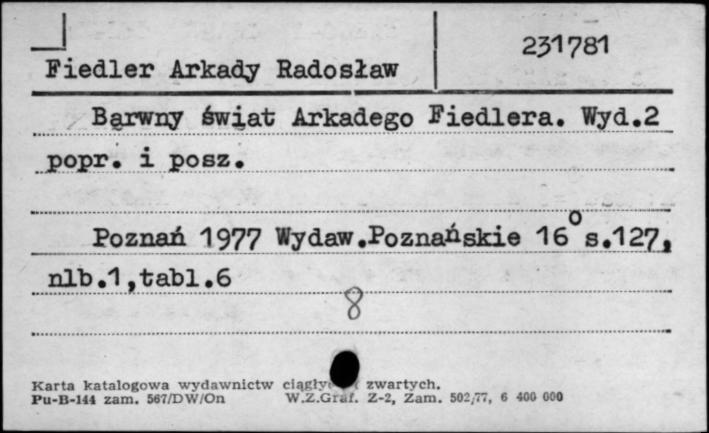 231781
Fiedler Arkady Radosław
Bąrwny świat Arkadego Fiedlera. Wyd.2
popr. i posz.
Poznań 1977 Wydaw.Poznańskie 16° s.127,
nlb.1,tabl.6
8
Karta katalogowa wydawnictw zwartych.
Pu-B-144 zam. 567/DW/On W.Z.Graf. Z-2, Zam. 502/77, 6 400 000